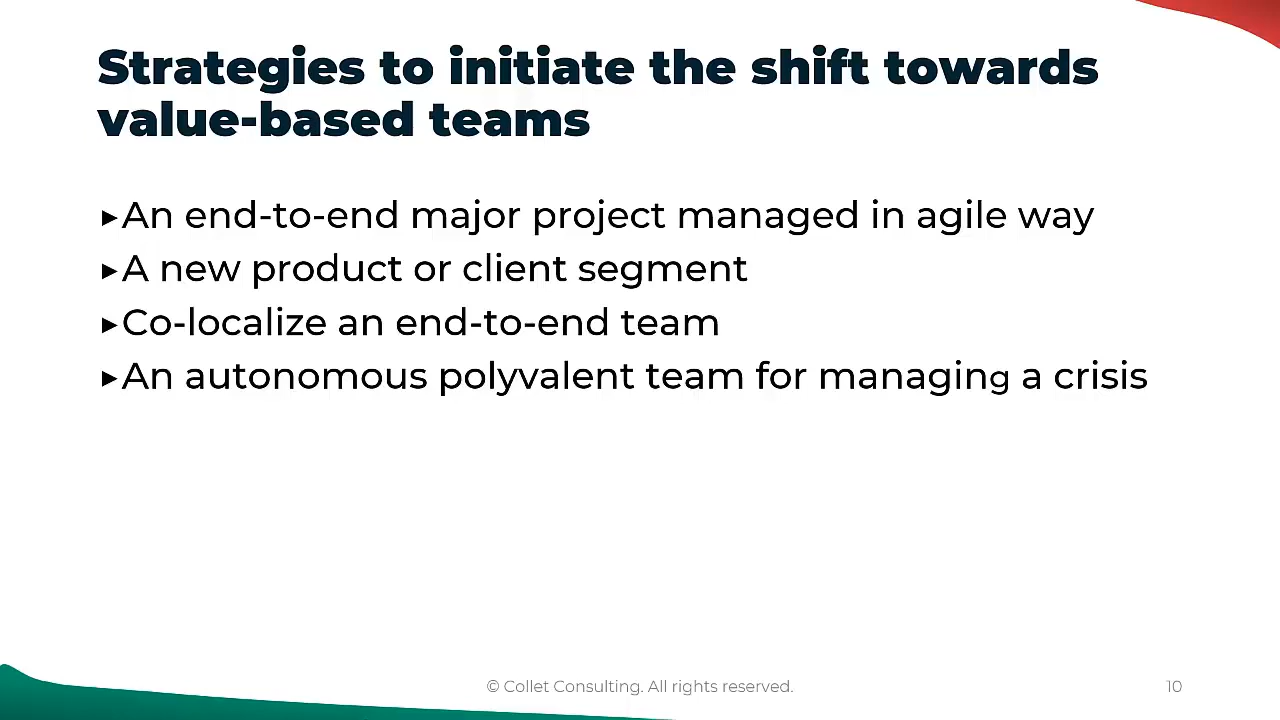 Strategies to initiate the shift towards
value-based teams
▸An end-to-end major project managed in agile way
▸A new product or client segment
▸Co-localize an end-to-end team
▸An autonomous polyvalent team for managing a crisis
© Collet Consulting. All rights reserved.
10